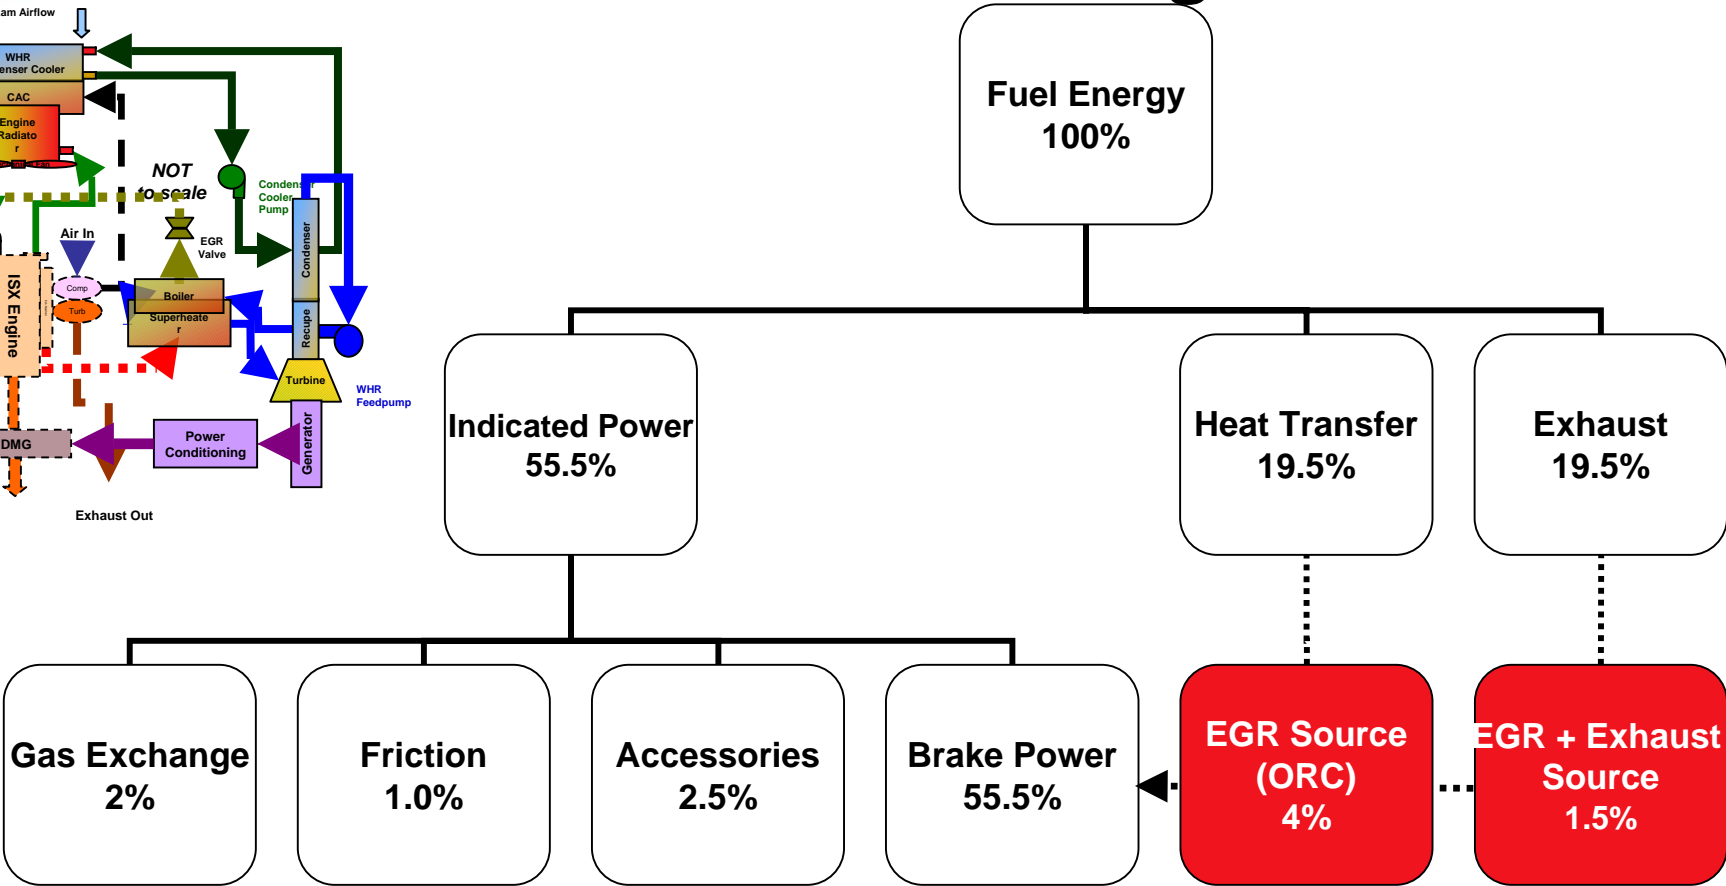 am Airflow
WHR
enser Cooler
CAC
Engine
Radiato
r
NOT
to scale
Condenser
Cooler
Pump
Air In
EGR
Valve
Condenser
Comp
Boiler
ISX Engine
Turb
Superheate
r
Recupe
Turbine
WHR
Feedpump
DMG
Power
Conditioning
Generator
Exhaust Out
Fuel Energy
100%
Indicated Power
55.5%
Heat Transfer
19.5%
Exhaust
19.5%
Gas Exchange
2%
Friction
1.0%
Accessories
2.5%
Brake Power
55.5%
EGR Source
(ORC)
4%
EGR + Exhaust
Source
1.5%